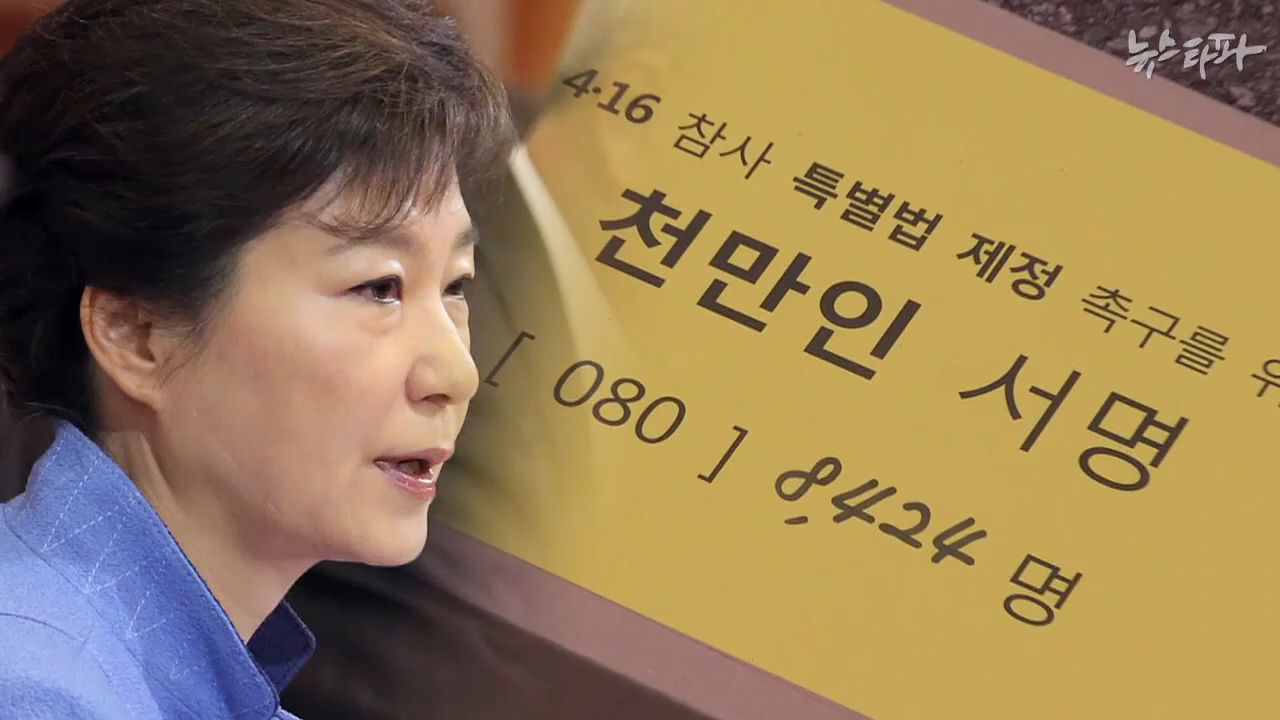 뉴스타파
4·16 참사 특별법 제정 촉구를
천만인 서명
[ 080 ] 8,424 명